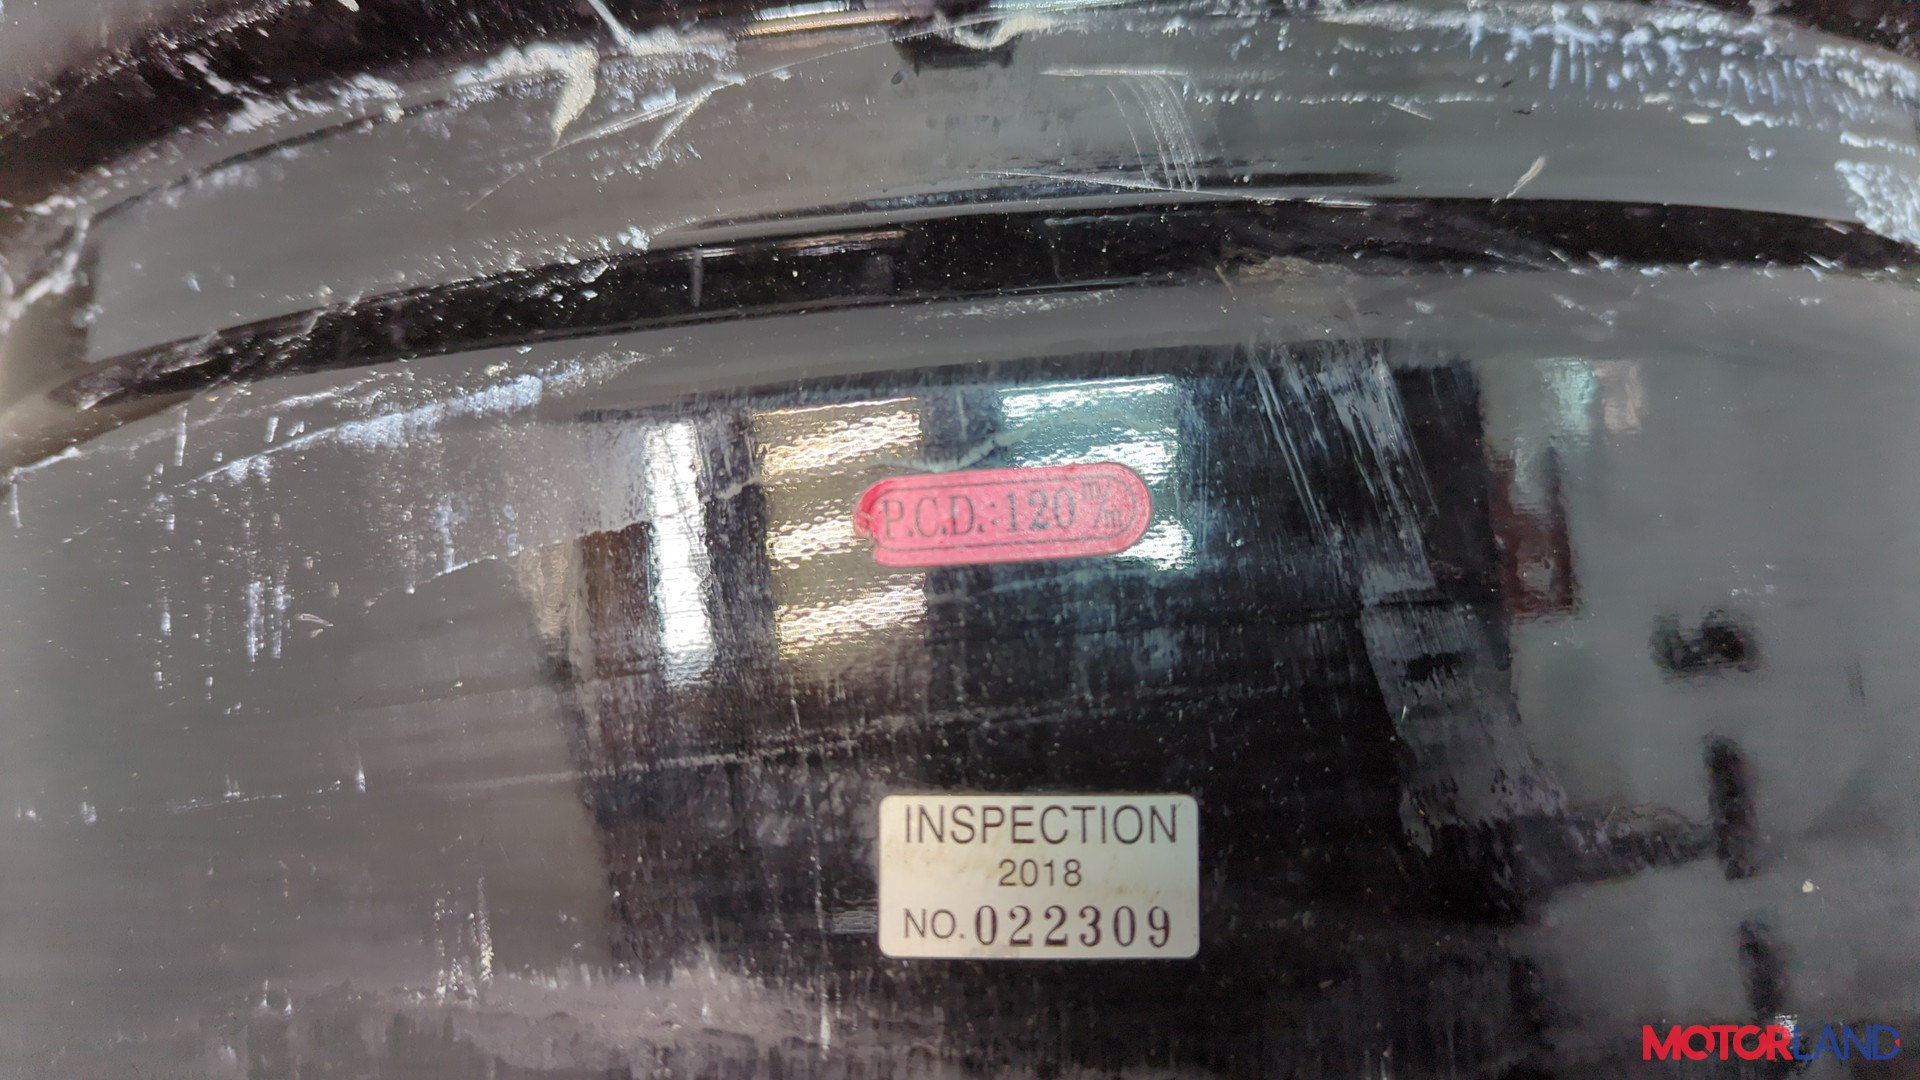 P.C.D.:120 m/m
INSPECTION
2018
NO.022309
MOTORLAND